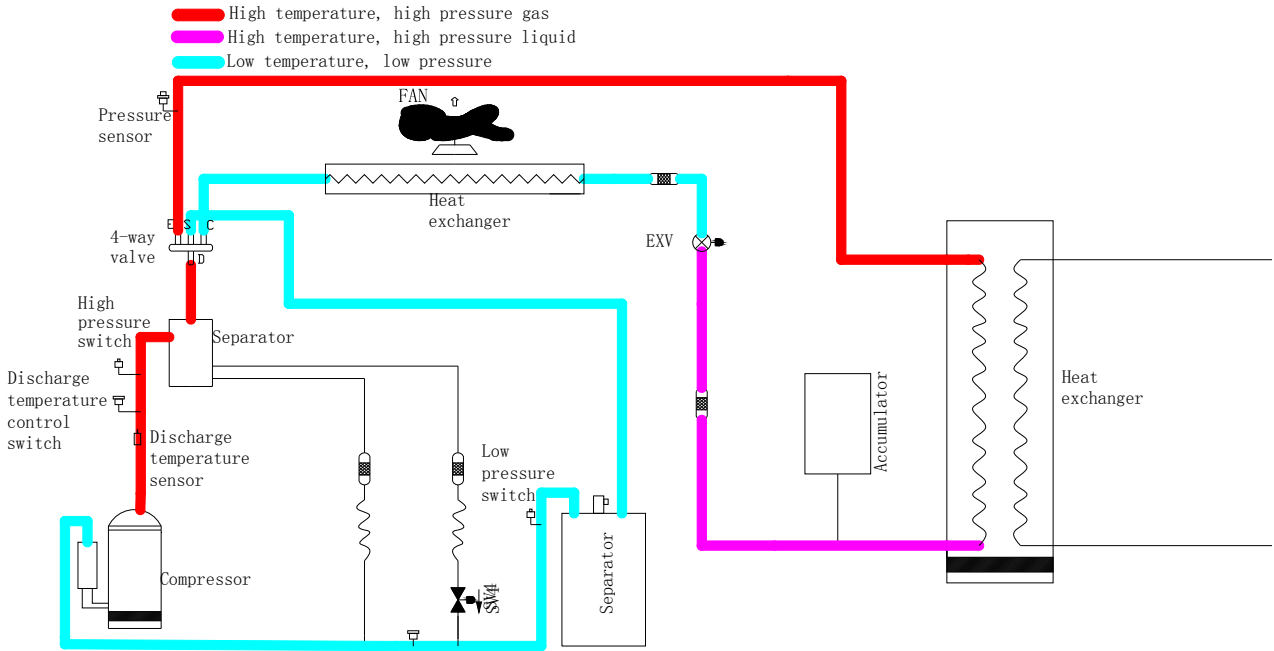 High temperature, high pressure gas
High temperature, high pressure liquid
Low temperature, low pressure
FAN
Pressure
sensor
Heat
exchanger
E S C
4-way
valve
D
EXV
High
pressure
switch
Separator
Discharge
temperature
control
switch
Discharge
temperature
sensor
Low
pressure
switch
Accumulator
Heat
exchanger
Compressor
SV4
Separator